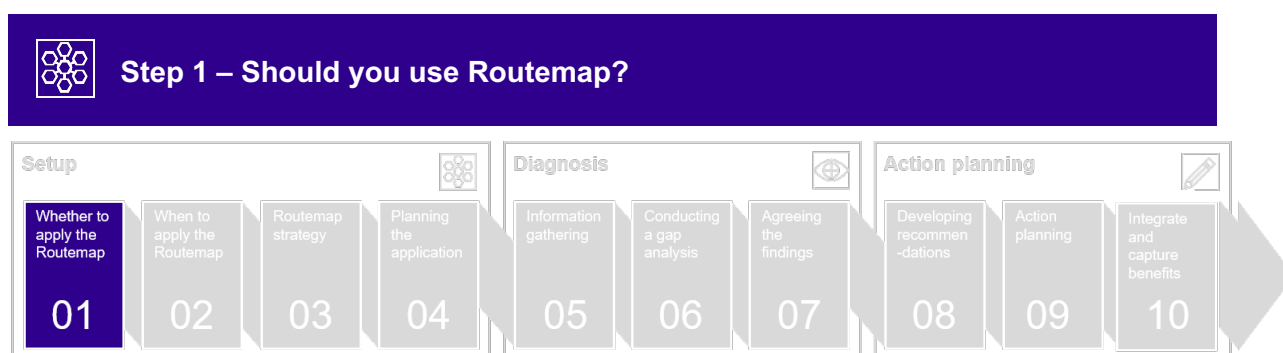 Step 1 – Should you use Routemap?
Setup
Diagnosis
Action planning
Whether to
apply the
Routemap
01
When to
apply the
Routemap
02
Routemap
strategy
03
Planning
the
application
04
Information
gathering
05
Conducting
a gap
analysis
06
Agreeing
the
findings
07
Developing
recommen
-dations
08
Action
planning
09
Integrate
and
capture
benefits
10